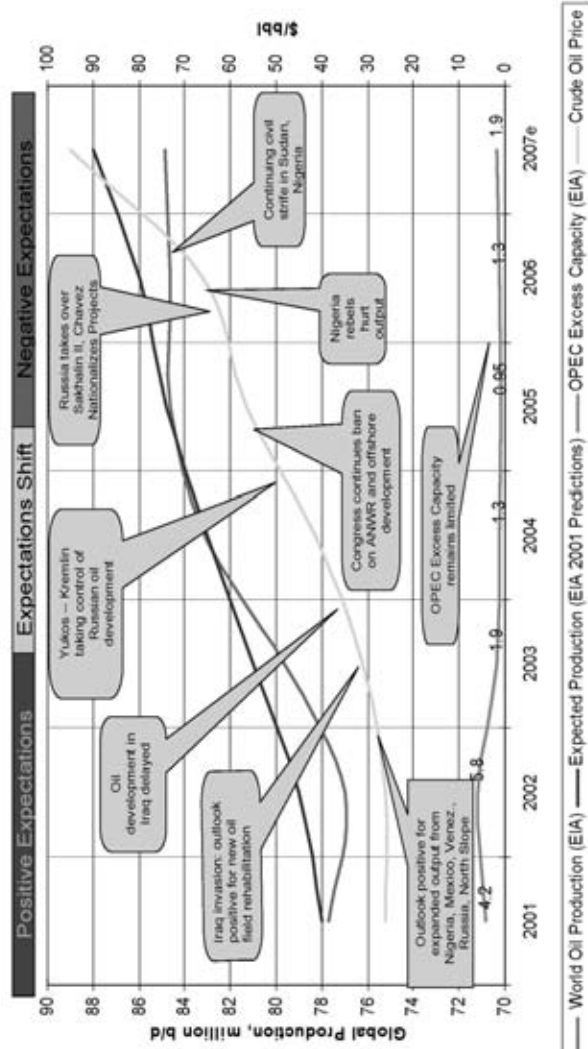 Positive Expectations
Expectations Shift
Negative Expectations
Global Production, million b/d
90
88
86
84
82
80
78
76
74
72
70
$/bbl
100
90
80
70
60
50
40
30
20
10
0
2001
2002
2003
2004
2005
2006
2007e
Oil
development in
Iraq delayed
Iraq invasion: outlook
positive for new oil
field rehabilitation
Outlook positive for
expanded output from
Nigeria, Mexico, Venez.,
Russia, North Slope
Yukos – Kremlin
taking control of
Russian oil
development
Congress continues ban
on ANWR and offshore
development
OPEC Excess Capacity
remains limited
Russia takes over
Sakhalin II, Chavez
Nationalizes Projects
Nigeria
rebels
hurt
output
Continuing civil
strife in Sudan,
Nigeria
4.2
5.8
1.9
1.3
0.95
1.3
1.9
World Oil Production (EIA)
Expected Production (EIA 2001 Predictions)
OPEC Excess Capacity (EIA)
Crude Oil Price